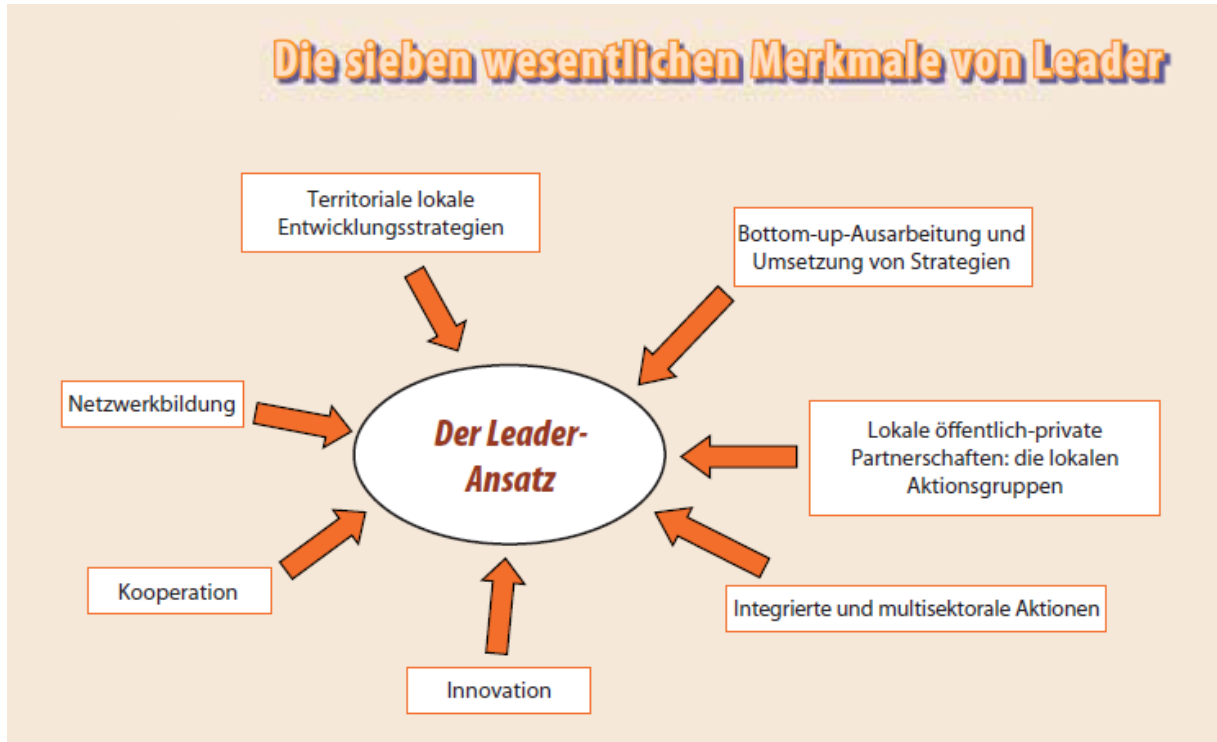 Die sieben wesentlichen Merkmale von Leader
Territoriale lokale
Entwicklungsstrategien
Bottom-up-Ausarbeitung und
Umsetzung von Strategien
Netzwerkbildung
Der Leader-
Ansatz
Lokale öffentlich-private
Partnerschaften: die lokalen
Aktionsgruppen
Kooperation
Integrierte und multisektorale Aktionen
Innovation